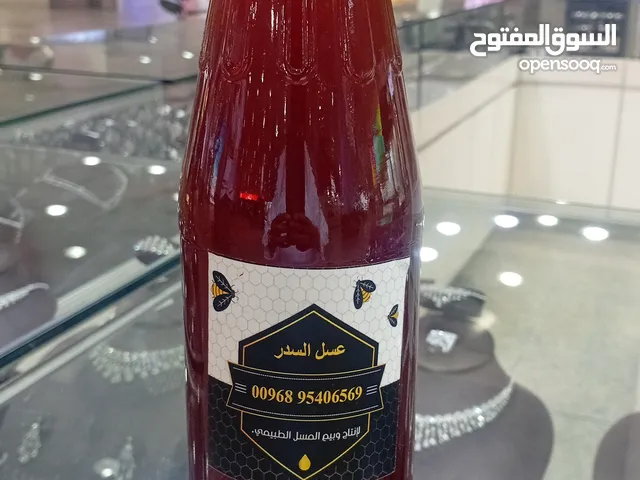 السوق المفتوح
opensooq.com
عسل السدر
00968 95406569
لإنتاج وبيع العسل الطبيعي.